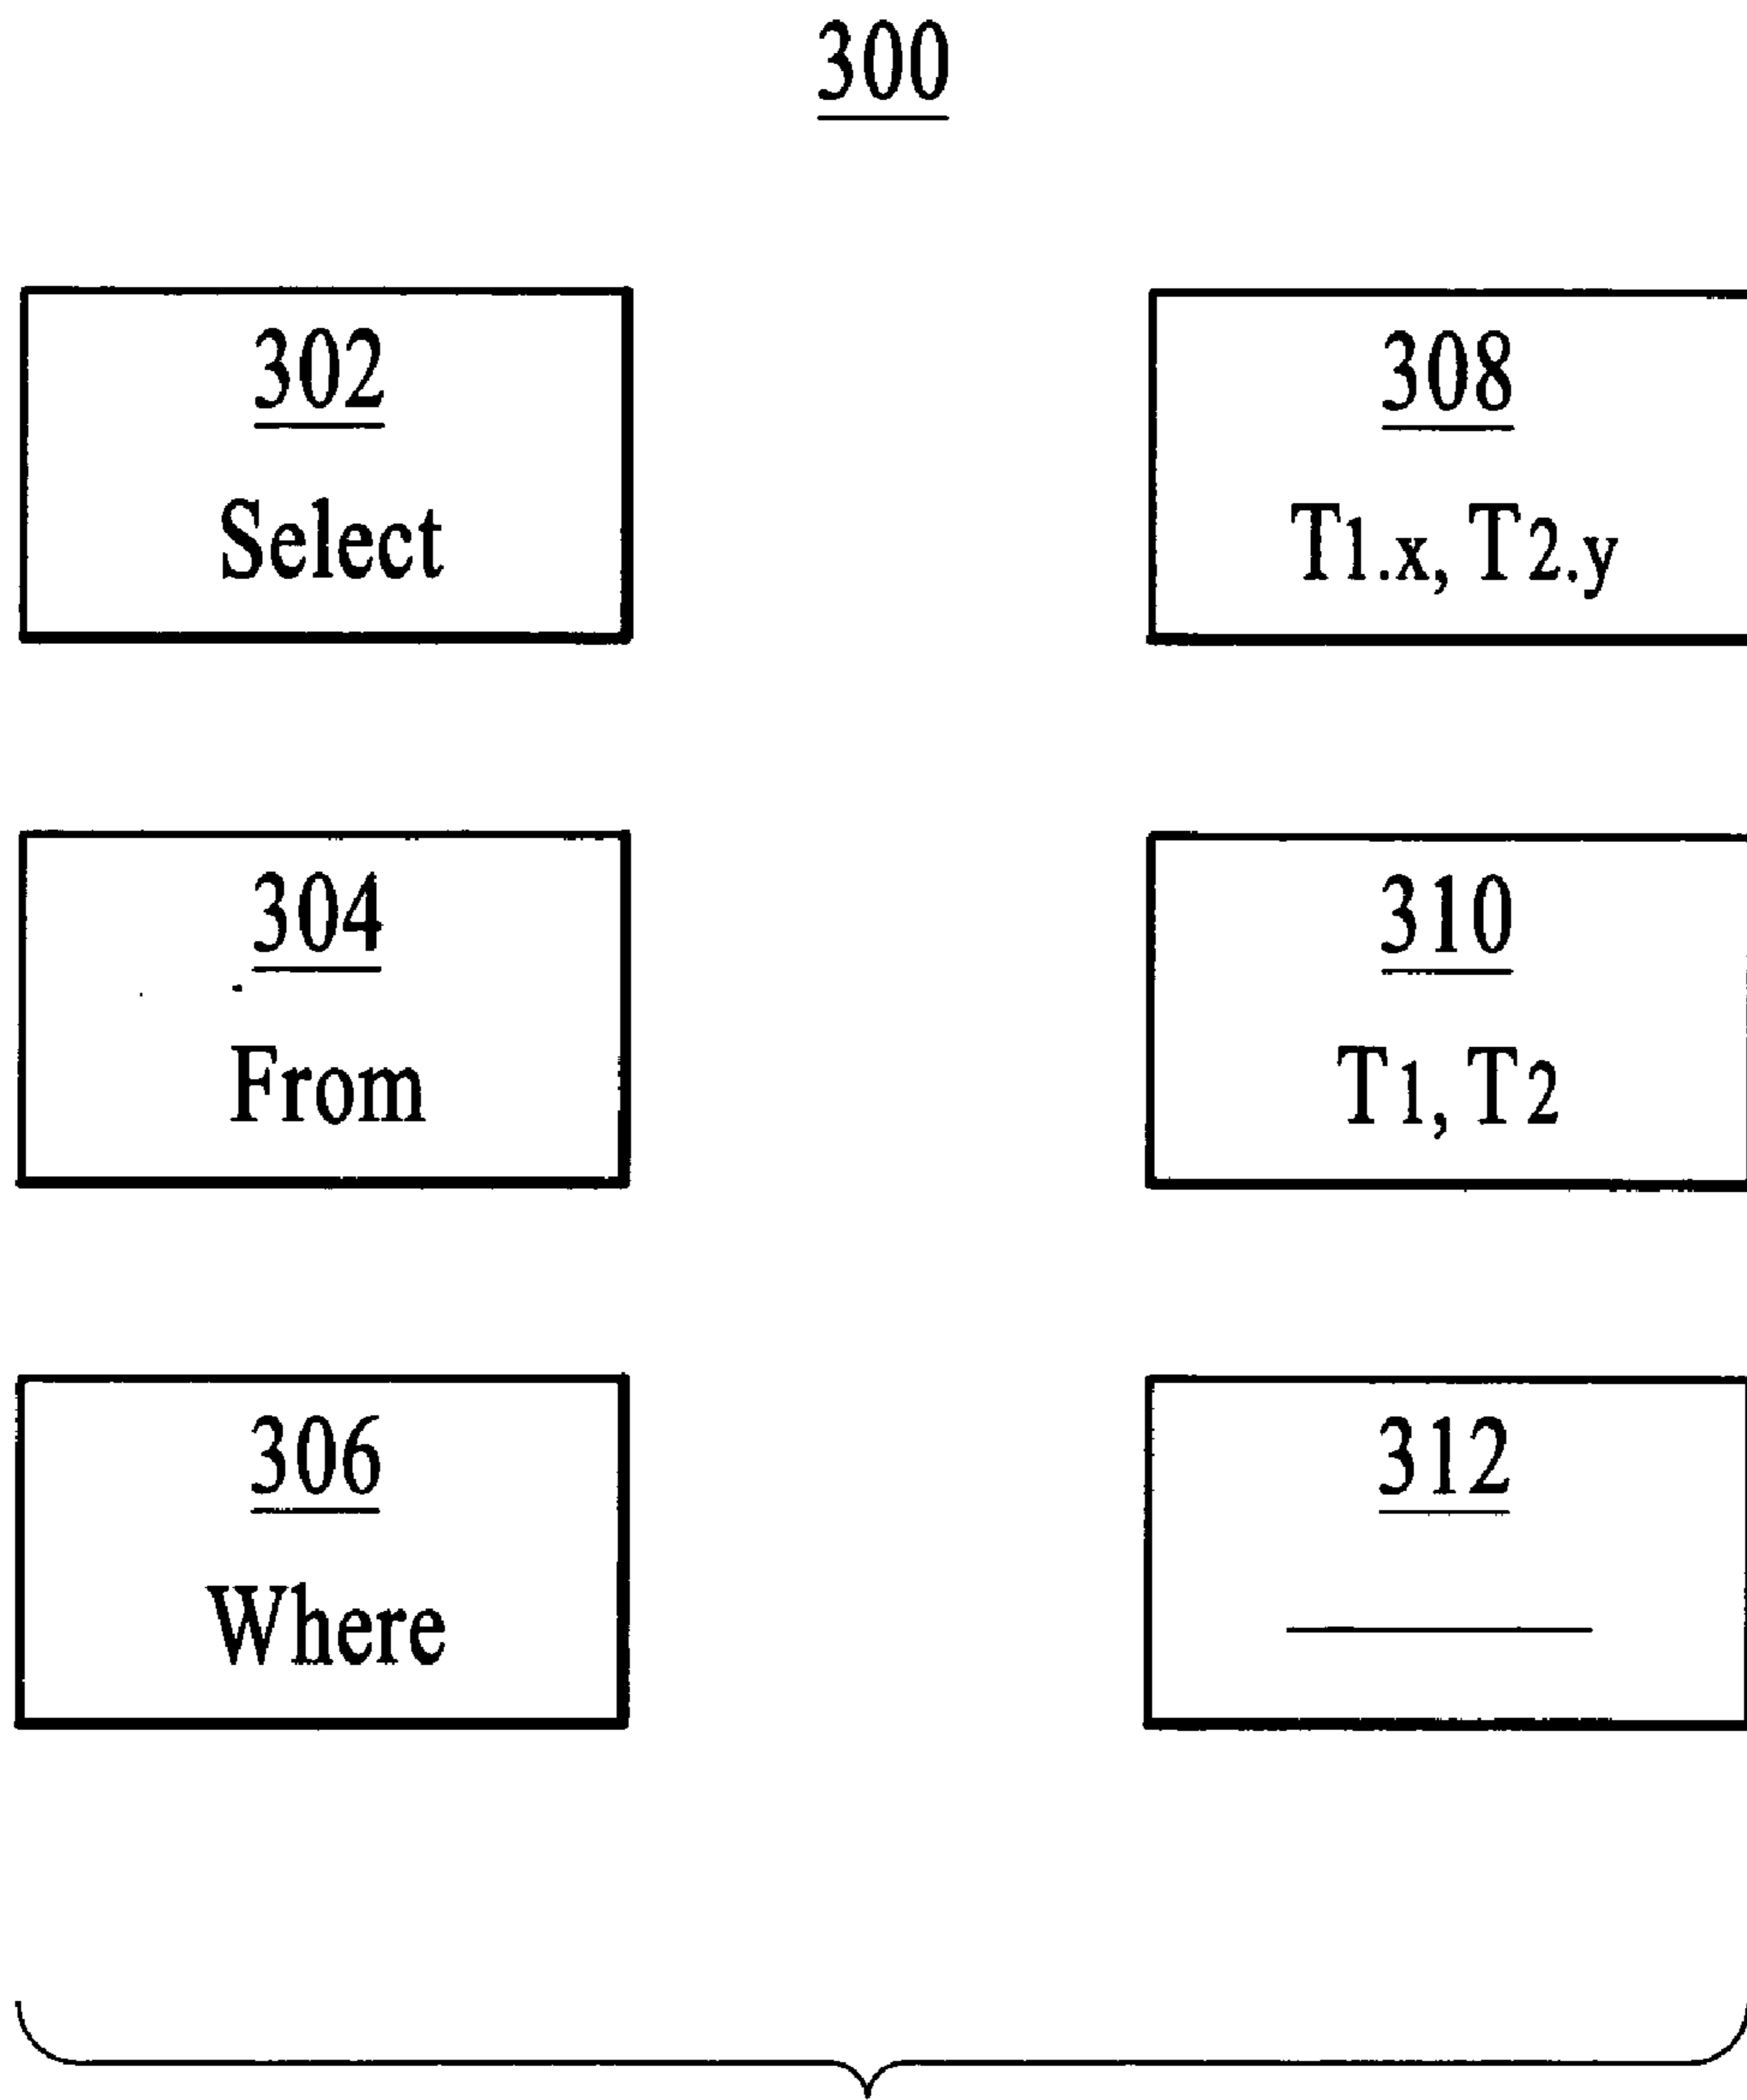 300
302
Select
308
T1.x, T2.y
304
From
310
T1, T2
306
Where
312